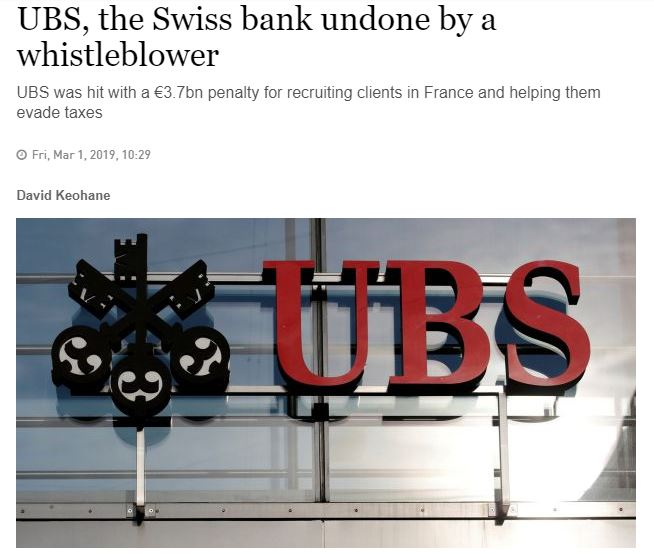 UBS, the Swiss bank undone by a
whistleblower
UBS was hit with a €3.7bn penalty for recruiting clients in France and helping them
evade taxes
Fri, Mar 1, 2019, 10:29
David Keohane
UBS